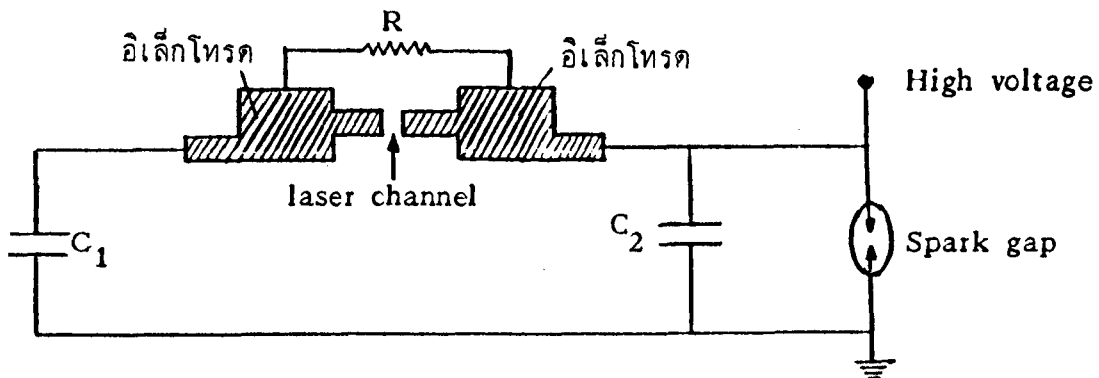 R
อิเล็กโทรด
อิเล็กโทรด
High voltage
laser channel
C1
C2
Spark gap